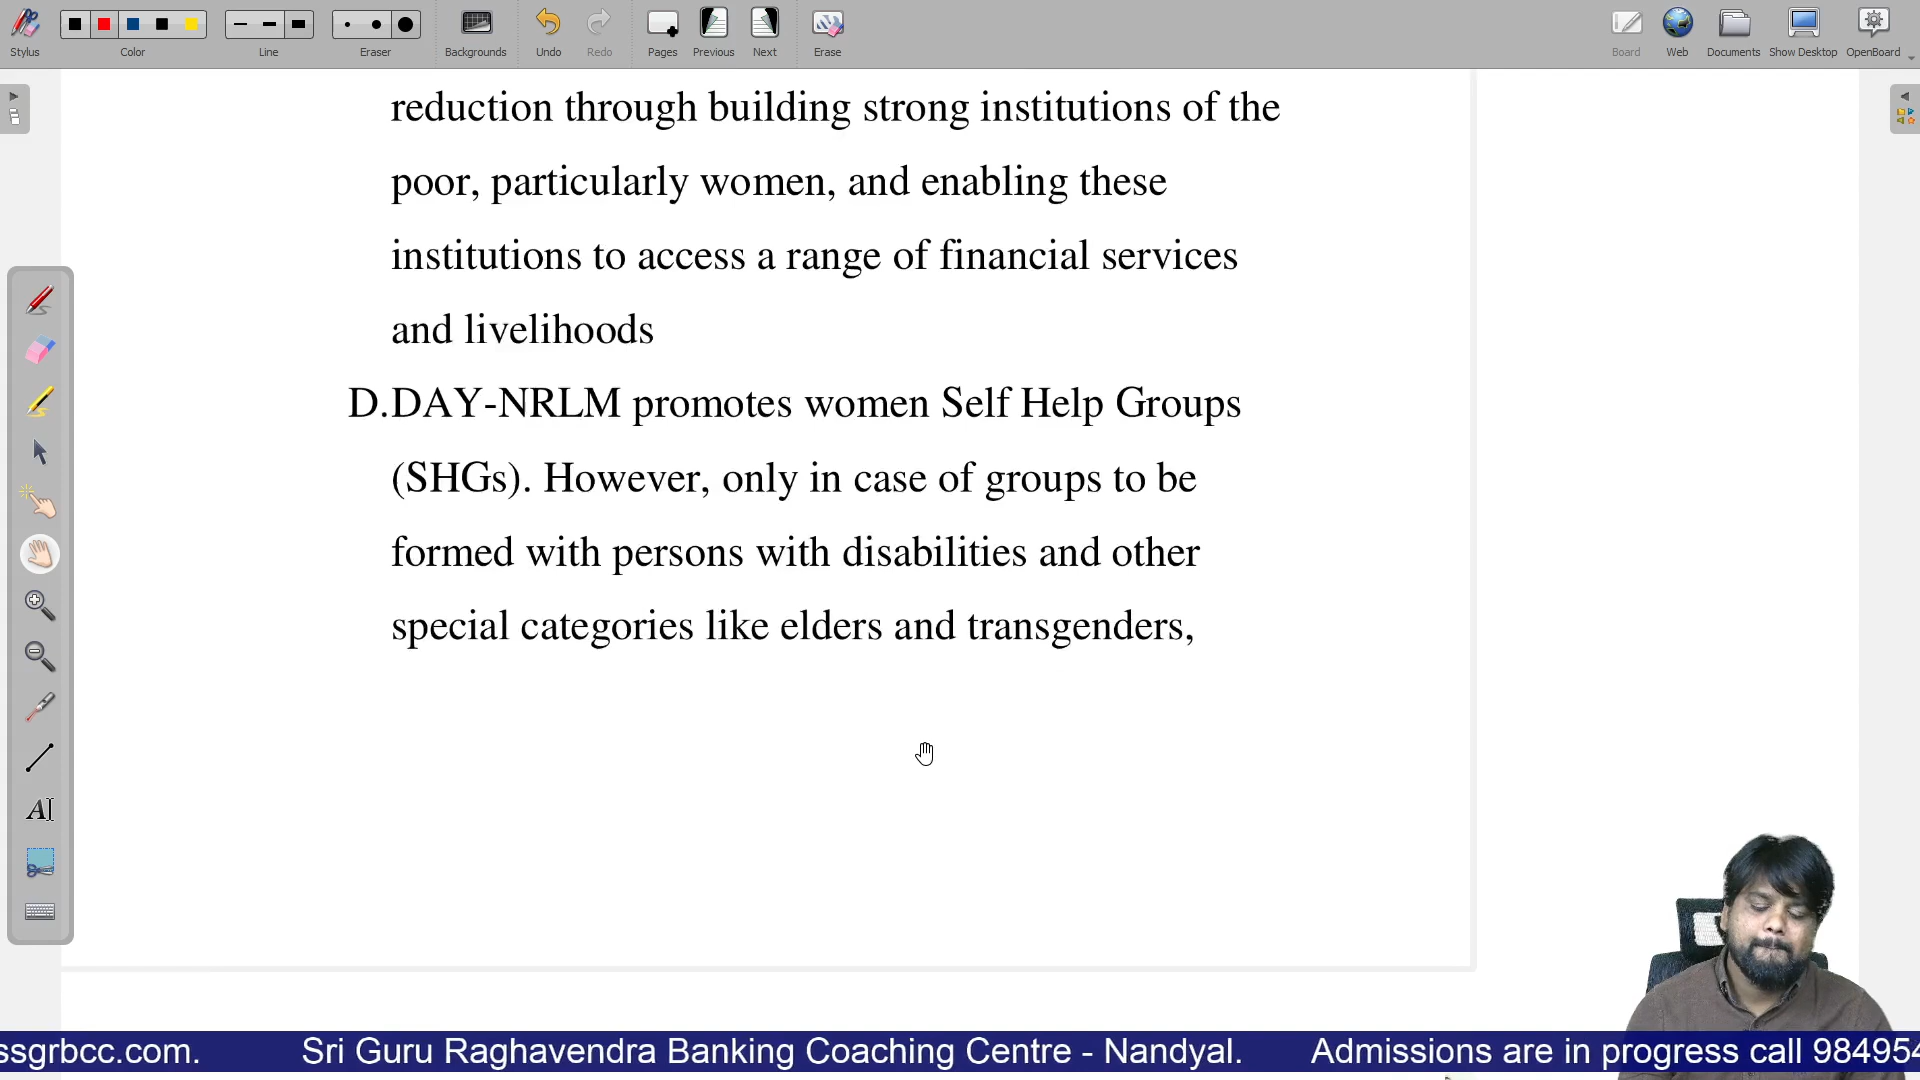 Stylus
Color
Line
Eraser
Backgrounds
Undo
Redo
Pages
Previous
Next
Erase
Board
Web
Documents
Show Desktop
OpenBoard
reduction through building strong institutions of the
poor, particularly women, and enabling these
institutions to access a range of financial services
and livelihoods
D.DAY-NRLM promotes women Self Help Groups
(SHGs). However, only in case of groups to be
formed with persons with disabilities and other
special categories like elders and transgenders,
ssgrbcc.com. Sri Guru Raghavendra Banking Coaching Centre - Nandyal. Admissions are in progress call 984954